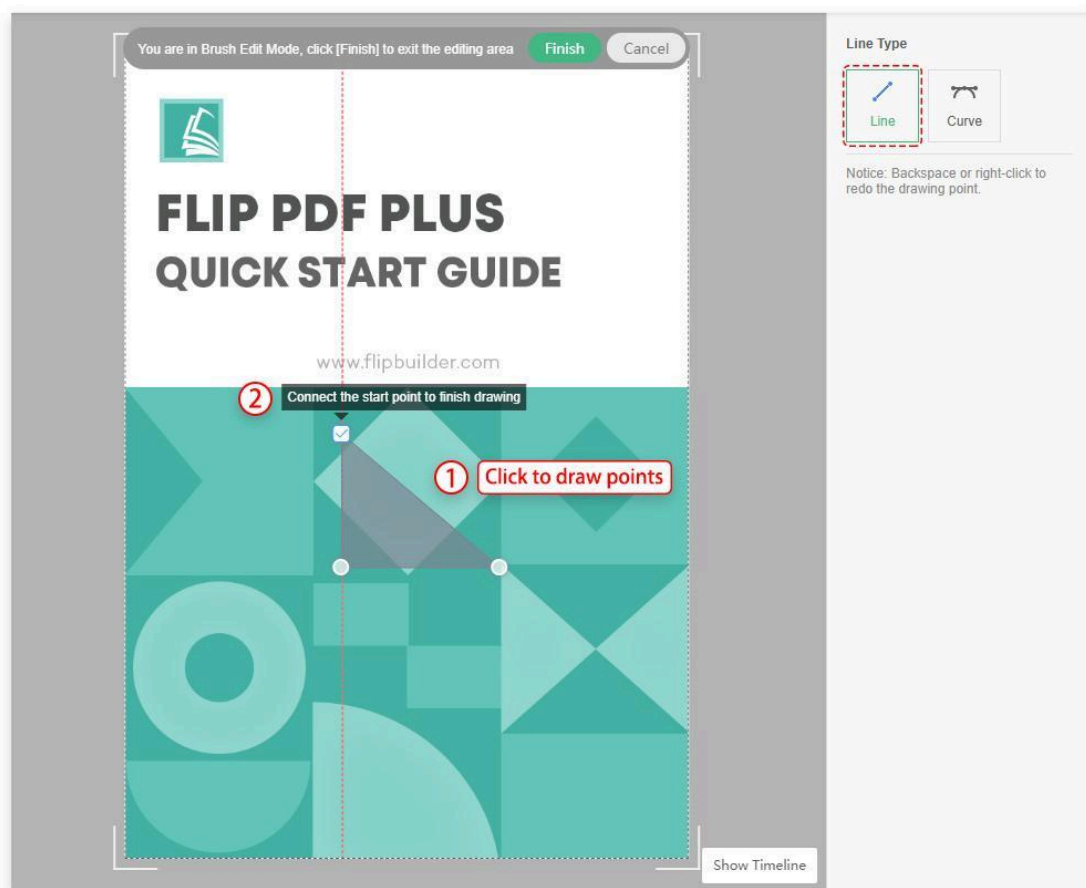 You are in Brush Edit Mode, click [Finish] to exit the editing area
Finish
Cancel
FLIP PDF PLUS
QUICK START GUIDE
www.flipbuilder.com
2
Connect the start point to finish drawing
1
Click to draw points
Show Timeline
Line Type
Line
Curve
Notice: Backspace or right-click to
redo the drawing point.